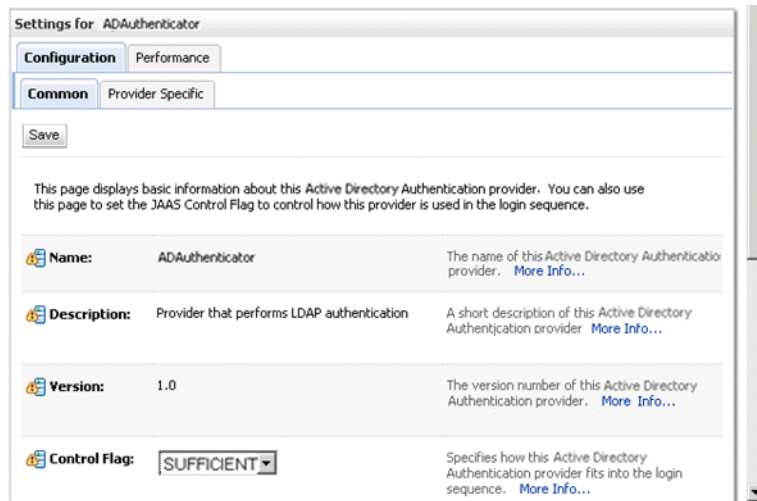 Settings for ADAuthenticator
Configuration Performance
Common Provider Specific
Save
This page displays basic information about this Active Directory Authentication provider. You can also use
this page to set the JAAS Control Flag to control how this provider is used in the login sequence.
Name: ADAuthenticator The name of this Active Directory Authenticatio
provider. More Info...
Description: Provider that performs LDAP authentication A short description of this Active Directory
Authentication provider More Info...
Version: 1.0 The version number of this Active Directory
Authentication provider. More Info...
Control Flag: SUFFICIENT Specifies how this Active Directory
Authentication provider fits into the login
sequence. More Info...